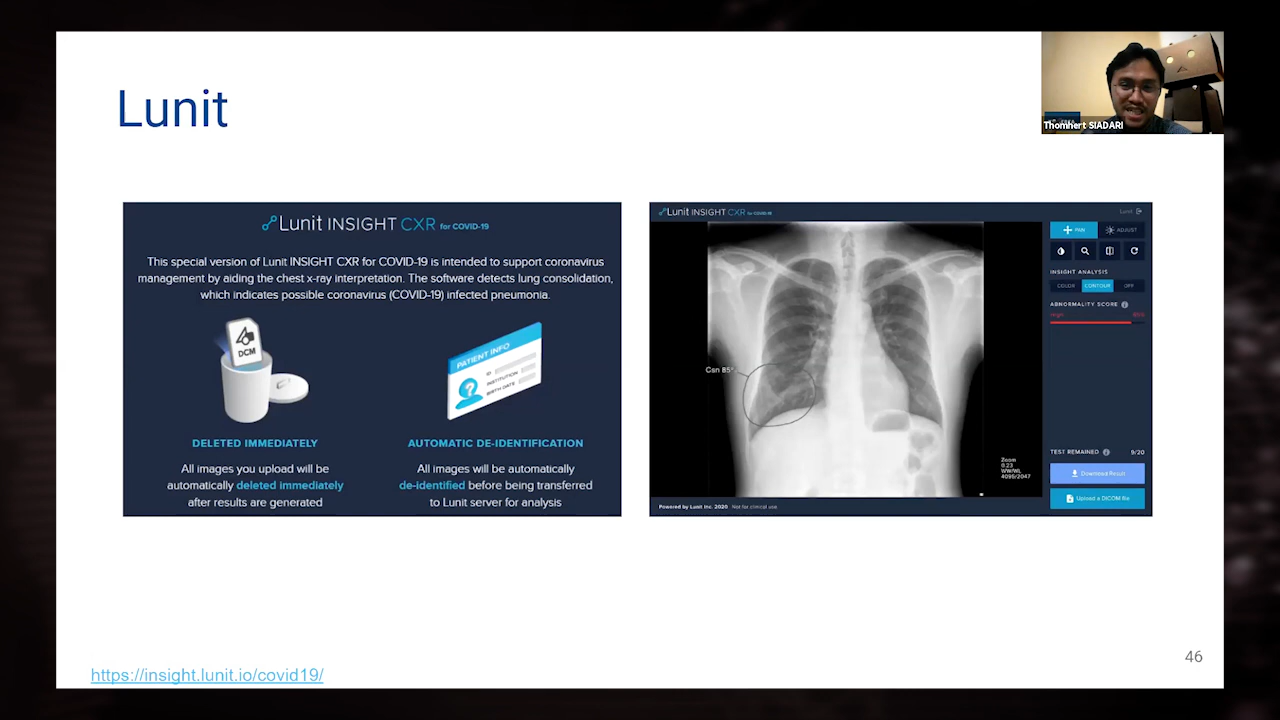 Lunit
Thomhert SIADARI
Lunit INSIGHT CXR for COVID-19
This special version of Lunit INSIGHT CXR for COVID-19 is intended to support coronavirus
management by aiding the chest x-ray interpretation. The software detects lung consolidation,
which indicates possible coronavirus (COVID-19) infected pneumonia.
DCM
PATIENT INFO
ID
INSTITUTION
BIRTH DATE
DELETED IMMEDIATELY
All images you upload will be
automatically deleted immediately
after results are generated
AUTOMATIC DE-IDENTIFICATION
All images will be automatically
de-identified before being transferred
to Lunit server for analysis
Lunit INSIGHT CXR for COVID-19
Lunit
PAN
ADJUST
INSIGHT ANALYSIS
COLOR
CONTOUR
OFF
ABNORMALITY SCORE
High
Csn 85
Zoom
0.23
WW/WL
4095/2047
TEST REMAINED
9/20
Download Result
Upload a DICOM file
Powered by Lunit Inc. 2020 Not for clinical use.
46
https://insight.lunit.io/covid19/